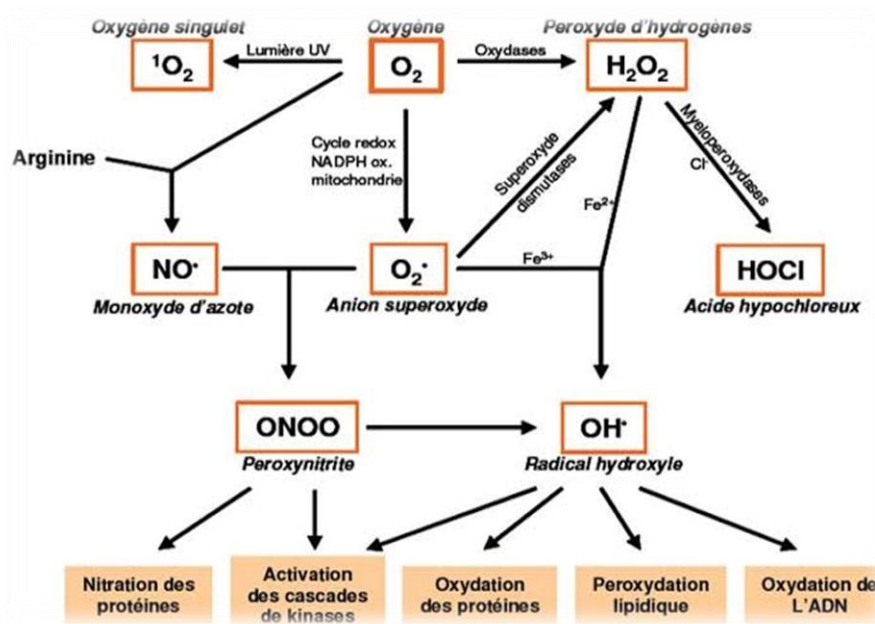 Oxygène singulet
Oxygène
Peroxyde d'hydrogènes
¹O₂
Lumière UV
O₂
Oxydases
H₂O₂
Arginine
Cycle redox
NADPH ox.
mitochondrie
Superoxyde
dismutases
Myeloperoxydases
Cl⁻
Fe²⁺
NO•
O₂•
Fe³⁺
HOCl
Monoxyde d'azote
Anion superoxyde
Acide hypochloreux
ONOO
OH•
Peroxynitrite
Radical hydroxyle
Nitration des
protéines
Activation
des cascades
de kinases
Oxydation
des protéines
Peroxydation
lipidique
Oxydation de
L'ADN